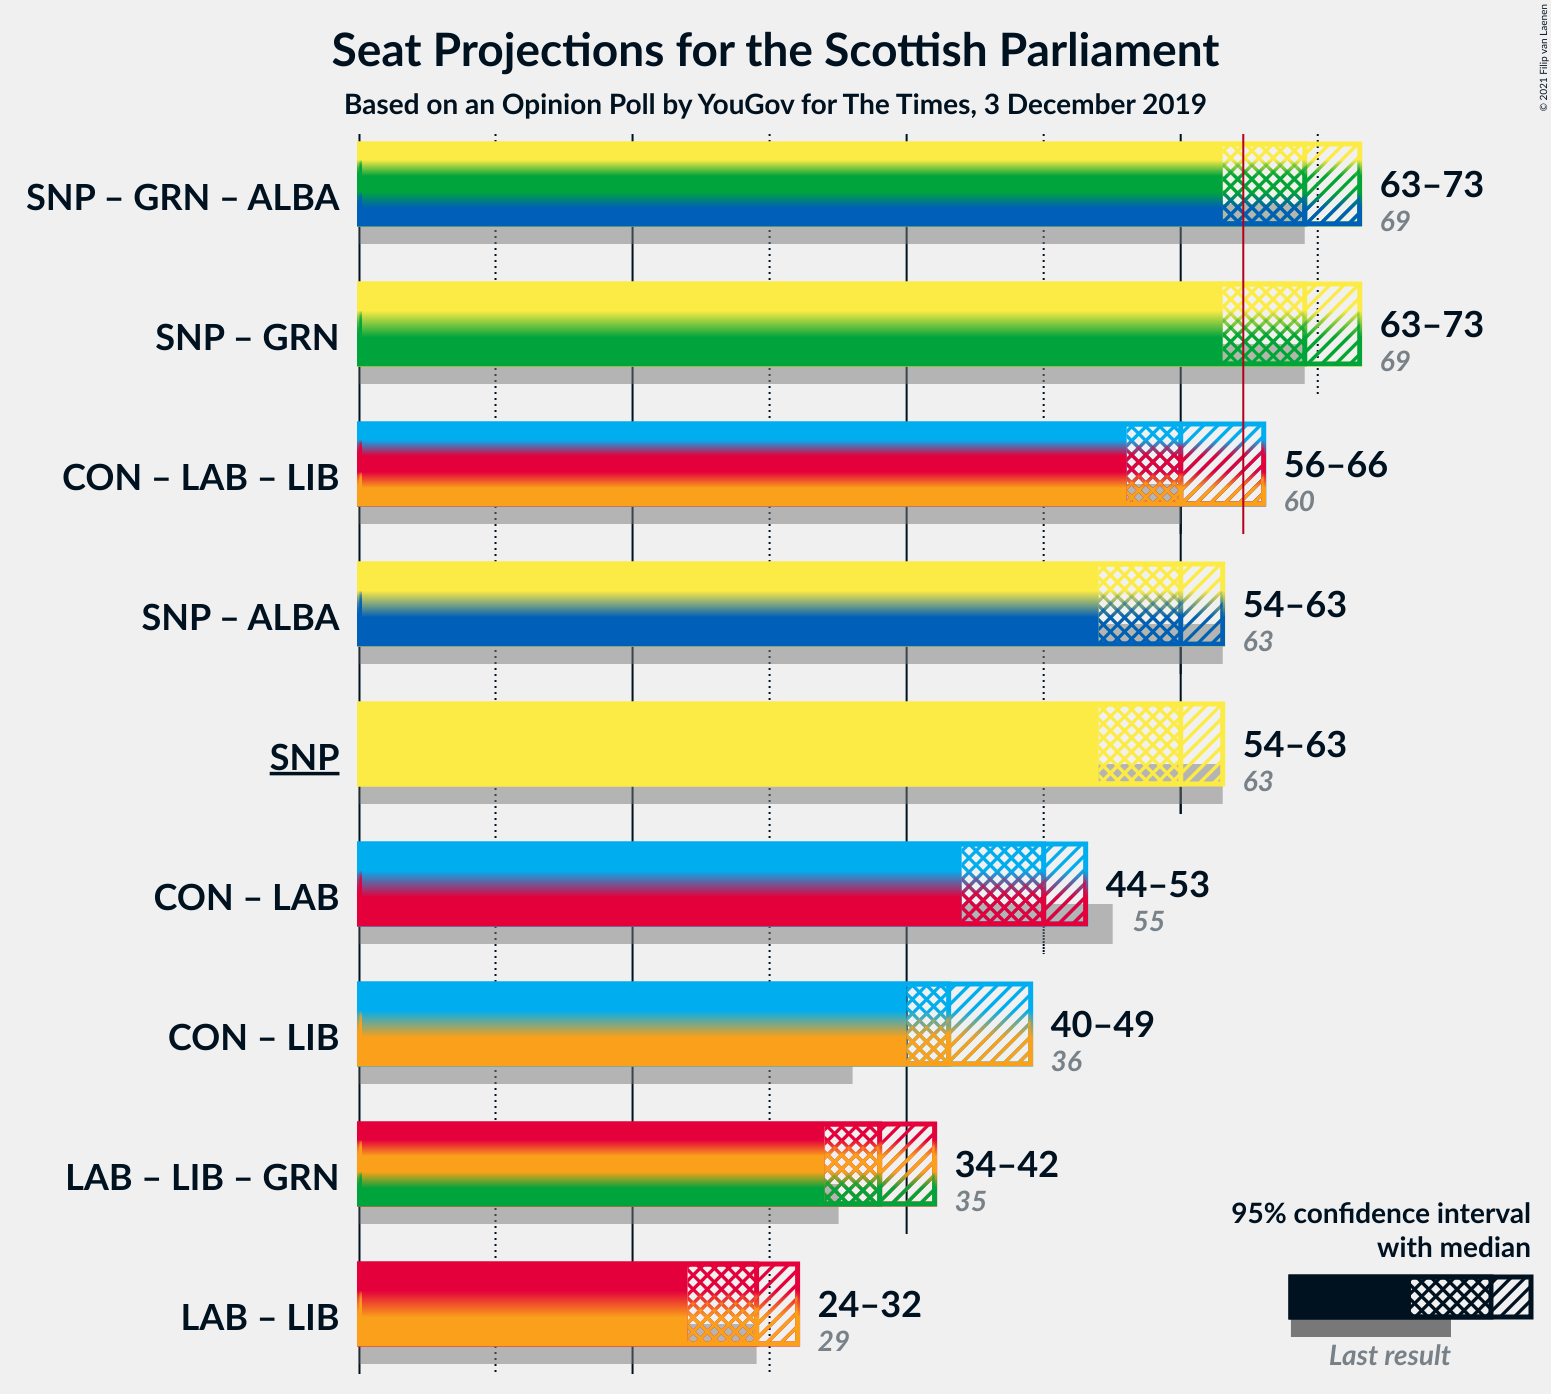 Seat Projections for the Scottish Parliament
Based on an Opinion Poll by YouGov for The Times, 3 December 2019
© 2021 Filip van Laenen
SNP – GRN – ALBA
63–73
69
SNP – GRN
63–73
69
CON – LAB – LIB
56–66
60
SNP – ALBA
54–63
63
SNP
54–63
63
CON – LAB
44–53
55
CON – LIB
40–49
36
LAB – LIB – GRN
34–42
35
LAB – LIB
24–32
29
95% confidence interval
with median
Last result